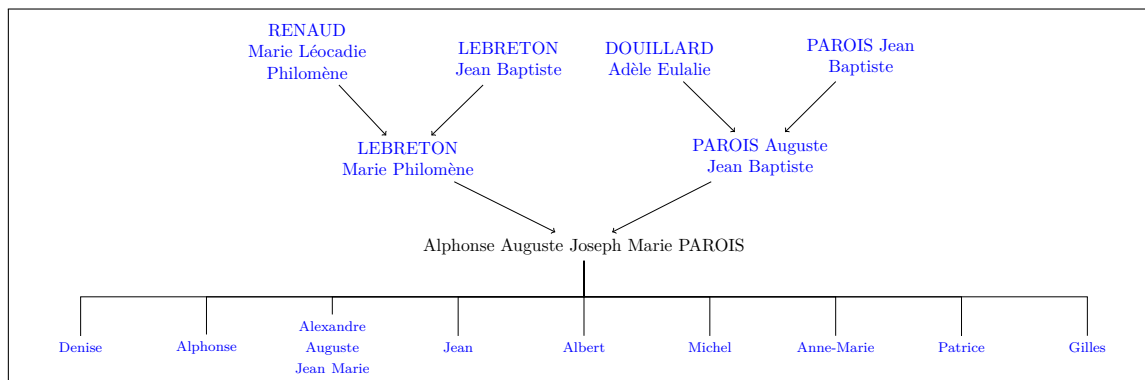 RENAUD
Marie Léocadie
Philomène
LEBRETON
Jean Baptiste
DOUILLARD
Adèle Eulalie
PAROIS Jean
Baptiste
LEBRETON
Marie Philomène
PAROIS Auguste
Jean Baptiste
Alphonse Auguste Joseph Marie PAROIS
Denise
Alphonse
Alexandre
Auguste
Jean Marie
Jean
Albert
Michel
Anne-Marie
Patrice
Gilles